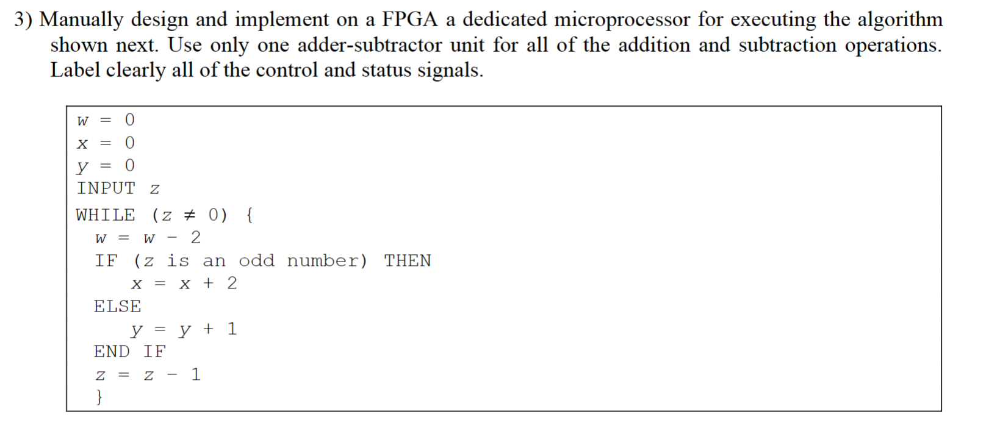 3) Manually design and implement on a FPGA a dedicated microprocessor for executing the algorithm
shown next. Use only one adder-subtractor unit for all of the addition and subtraction operations.
Label clearly all of the control and status signals.
w = 0
x = 0
y = 0
INPUT z
WHILE (z ≠ 0) {
w = w - 2
IF (z is an odd number) THEN
x = x + 2
ELSE
y = y + 1
END IF
z = z - 1
}